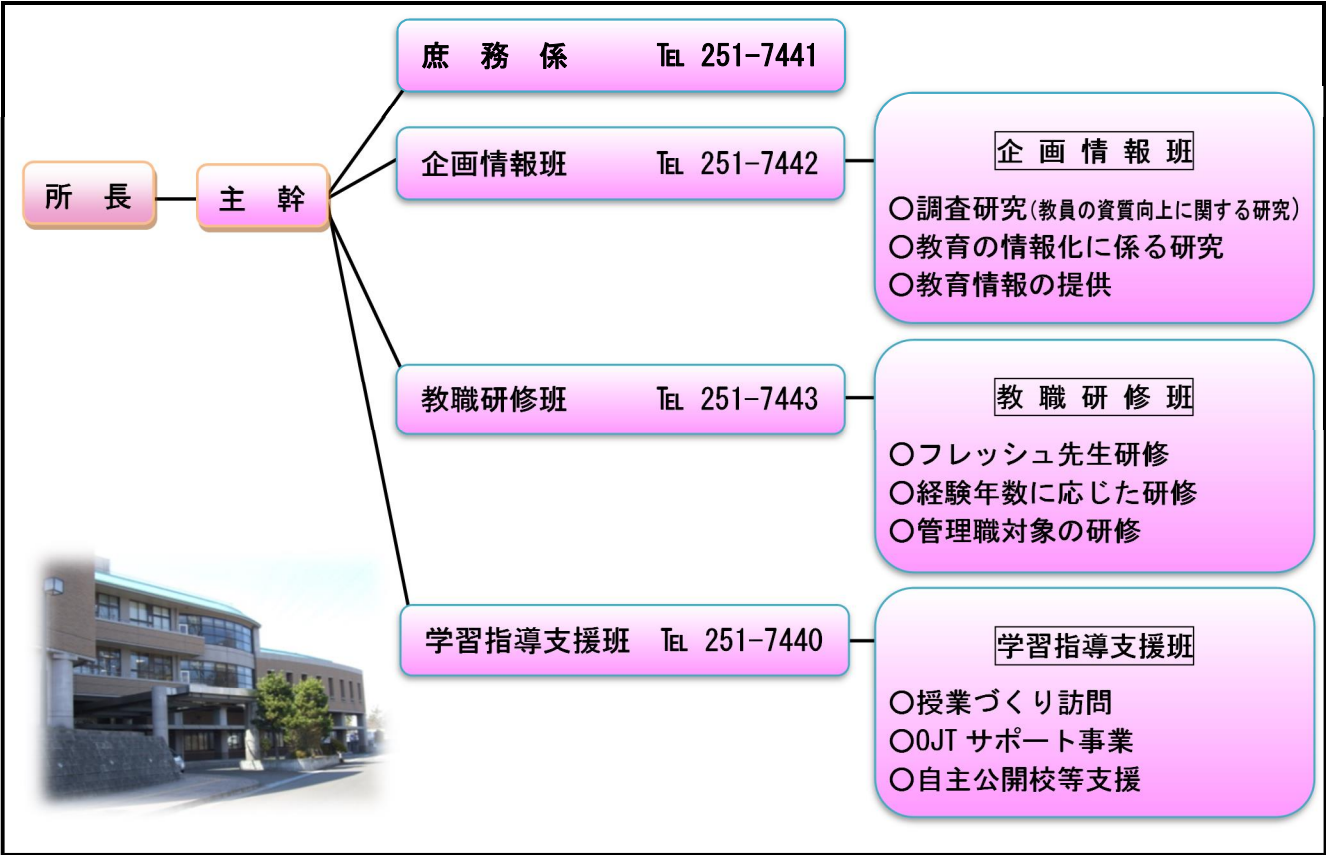 所 長
主 幹
庶 務 係 ℡ 251-7441
企画情報班 ℡ 251-7442
教職研修班 ℡ 251-7443
学習指導支援班 ℡ 251-7440
企 画 情 報 班
○調査研究(教員の資質向上に関する研究)
○教育の情報化に係る研究
○教育情報の提供
教 職 研 修 班
○フレッシュ先生研修
○経験年数に応じた研修
○管理職対象の研修
学習指導支援班
○授業づくり訪問
○OJT サポート事業
○自主公開校等支援